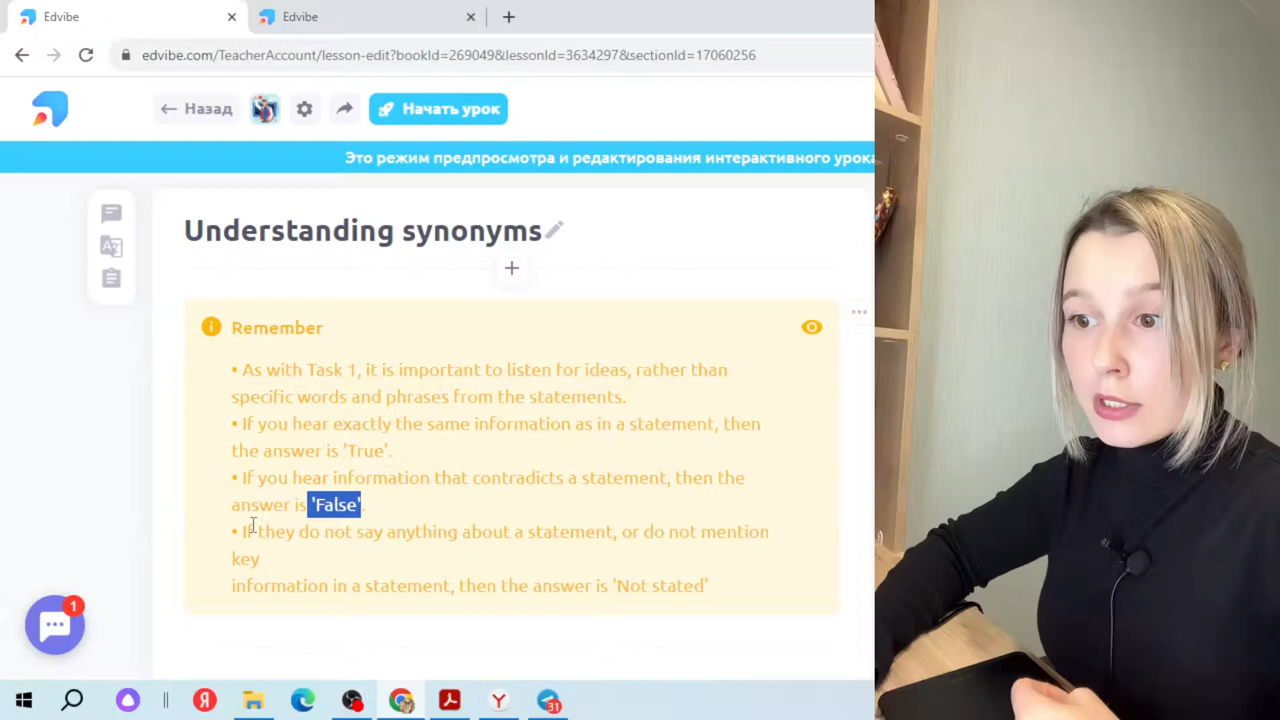 Edvibe
Edvibe
edvibe.com/TeacherAccount/lesson-edit?bookId=269049&lessonId=3634297&sectionId=17060256
Назад
Начать урок
Это режим предпросмотра и редактирования интерактивного урока
Understanding synonyms
Remember
• As with Task 1, it is important to listen for ideas, rather than
specific words and phrases from the statements.
• If you hear exactly the same information as in a statement, then
the answer is 'True'.
• If you hear information that contradicts a statement, then the
answer is 'False'.
• If they do not say anything about a statement, or do not mention
key
information in a statement, then the answer is 'Not stated'
1
Я
Y
31